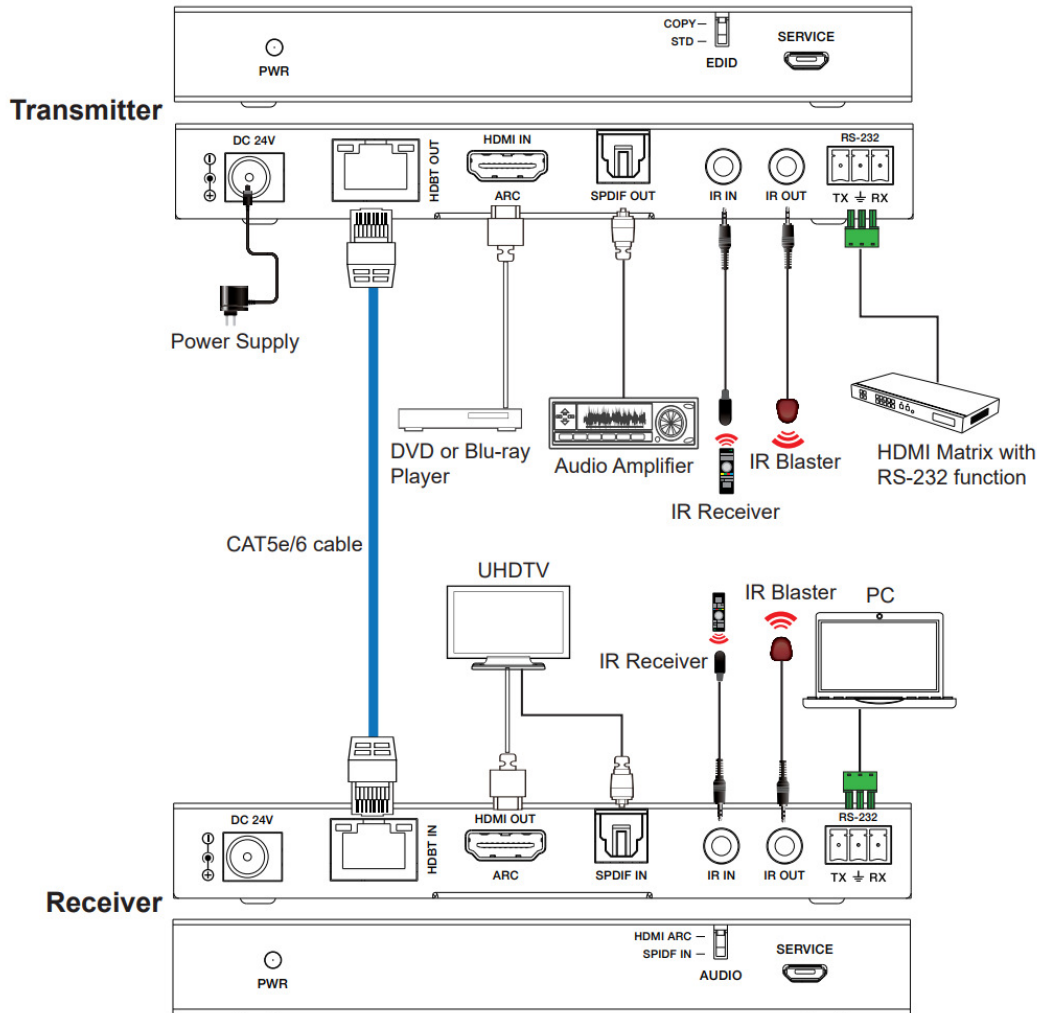 COPY
STD
EDID
SERVICE
PWR
Transmitter
DC 24V
HDBT OUT
HDMI IN
ARC
SPDIF OUT
IR IN
IR OUT
RS-232
TX RX
Power Supply
DVD or Blu-ray
Player
Audio Amplifier
IR Receiver
IR Blaster
HDMI Matrix with
RS-232 function
CAT5e/6 cable
UHDTV
IR Receiver
IR Blaster
PC
Receiver
DC 24V
HDBT IN
HDMI OUT
ARC
SPDIF IN
IR IN
IR OUT
RS-232
TX RX
PWR
HDMI ARC
SPIDF IN
AUDIO
SERVICE